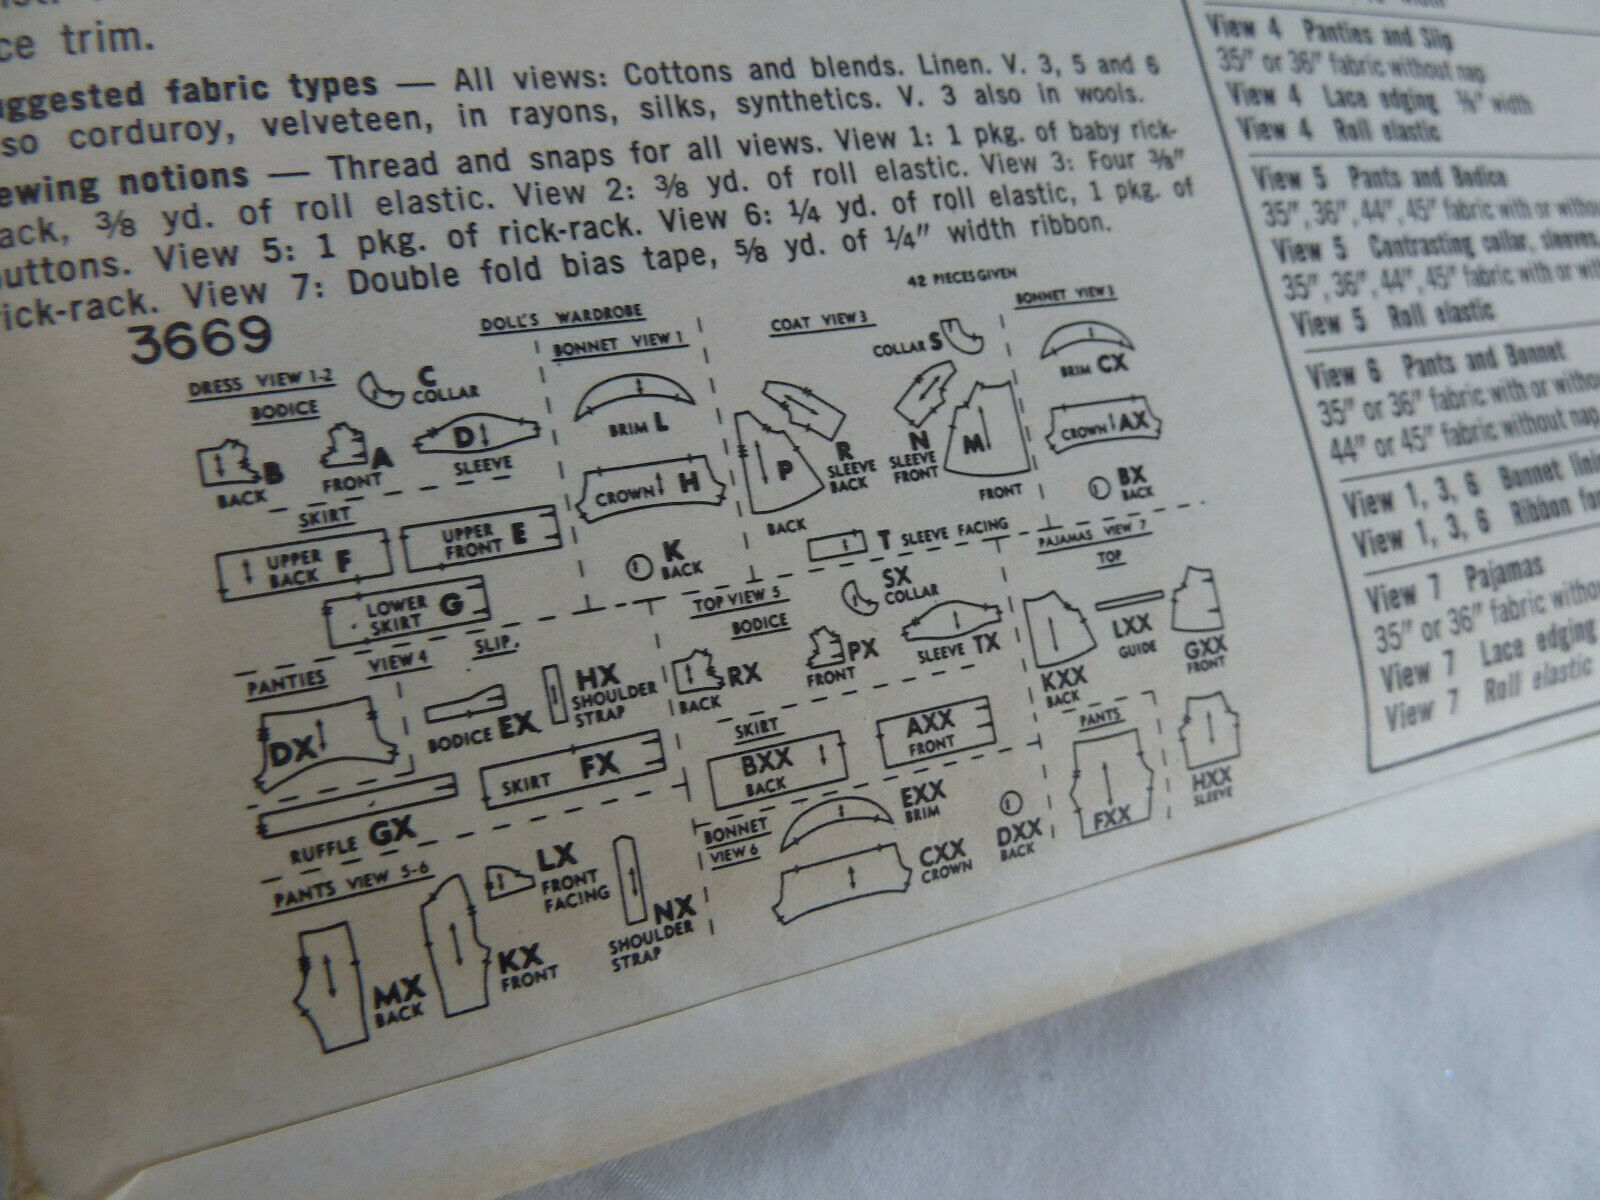 ce trim.
uggested fabric types — All views: Cottons and blends. Linen. V. 3, 5 and 6
so corduroy, velveteen, in rayons, silks, synthetics. V. 3 also in wools.
ewing notions — Thread and snaps for all views. View 1: 1 pkg. of baby rick-
ack, 3/8 yd. of roll elastic. View 2: 3/8 yd. of roll elastic. View 3: Four 3/8"
uttons. View 5: 1 pkg. of rick-rack. View 6: 1/4 yd. of roll elastic, 1 pkg. of
ick-rack. View 7: Double fold bias tape, 5/8 yd. of 1/4" width ribbon.
3669
DOLL'S WARDROBE
42 PIECES GIVEN
DRESS VIEW 1-2
BODICE
C
COLLAR
B
BACK
A
FRONT
D
SLEEVE
SKIRT
UPPER
BACK F
UPPER
FRONT E
LOWER
SKIRT G
BONNET VIEW 1
BRIM L
CROWN H
K
BACK
COAT VIEW 3
COLLAR S
P
BACK
R
SLEEVE
BACK
N
SLEEVE
FRONT
M
FRONT
T SLEEVE FACING
BONNET VIEW 3
BRIM CX
CROWN AX
BX
BACK
PANTIES
VIEW 4
SLIP
DX
BODICE EX
HX
SHOULDER
STRAP
SKIRT FX
RUFFLE GX
TOP VIEW 5
BODICE
SX
COLLAR
RX
BACK
PX
FRONT
SLEEVE TX
SKIRT
BXX
BACK
AXX
FRONT
PAJAMAS VIEW 7
TOP
KXX
BACK
LXX
GUIDE
GXX
FRONT
PANTS
FXX
HXX
SLEEVE
BONNET
VIEW 6
EXX
BRIM
CXX
CROWN
DXX
BACK
PANTS VIEW 5-6
MX
BACK
KX
FRONT
LX
FRONT
FACING
NX
SHOULDER
STRAP
View 4 Panties and Slip
35" or 36" fabric without nap
View 4 Lace edging width
View 4 Roll elastic
View 5 Pants and Bodice
35", 36", 44", 45" fabric with or withou
View 5 Contrasting collar, sleeves,
35", 36", 44", 45" fabric with or wit
View 5 Roll elastic
View 6 Pants and Bonnet
35" or 36" fabric with or withou
44" or 45" fabric without nap
View 1, 3, 6 Bonnet lini
View 1, 3, 6 Ribbon for
View 7 Pajamas
35" or 36" fabric withou
View 7 Lace edging
View 7 Roll elastic